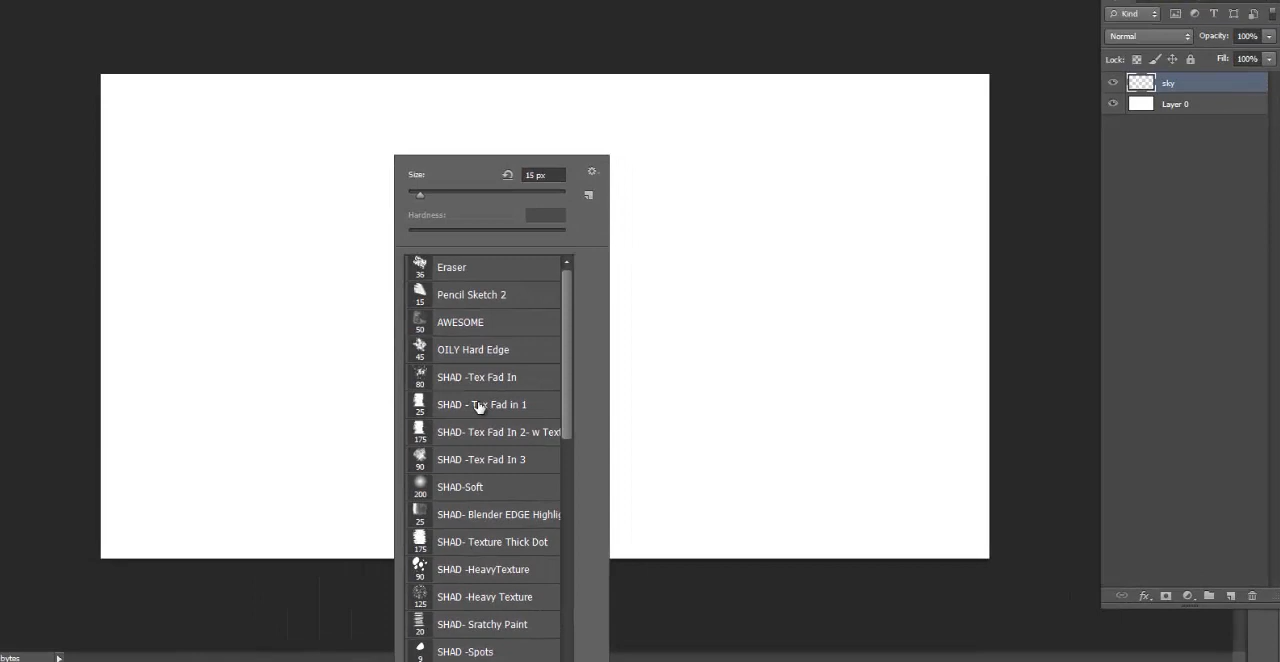 Kind
Normal
Opacity: 100%
Lock:
Fill: 100%
sky
Layer 0
Size:
15 px
Hardness:
Eraser
36
Pencil Sketch 2
15
AWESOME
50
OILY Hard Edge
45
SHAD -Tex Fad In
80
SHAD - Tex Fad in 1
25
SHAD- Tex Fad In 2- w Text
175
SHAD -Tex Fad In 3
90
SHAD-Soft
200
SHAD- Blender EDGE Highlig
25
SHAD- Texture Thick Dot
175
SHAD -HeavyTexture
90
SHAD -Heavy Texture
125
SHAD- Sratchy Paint
20
SHAD -Spots
9
bytes